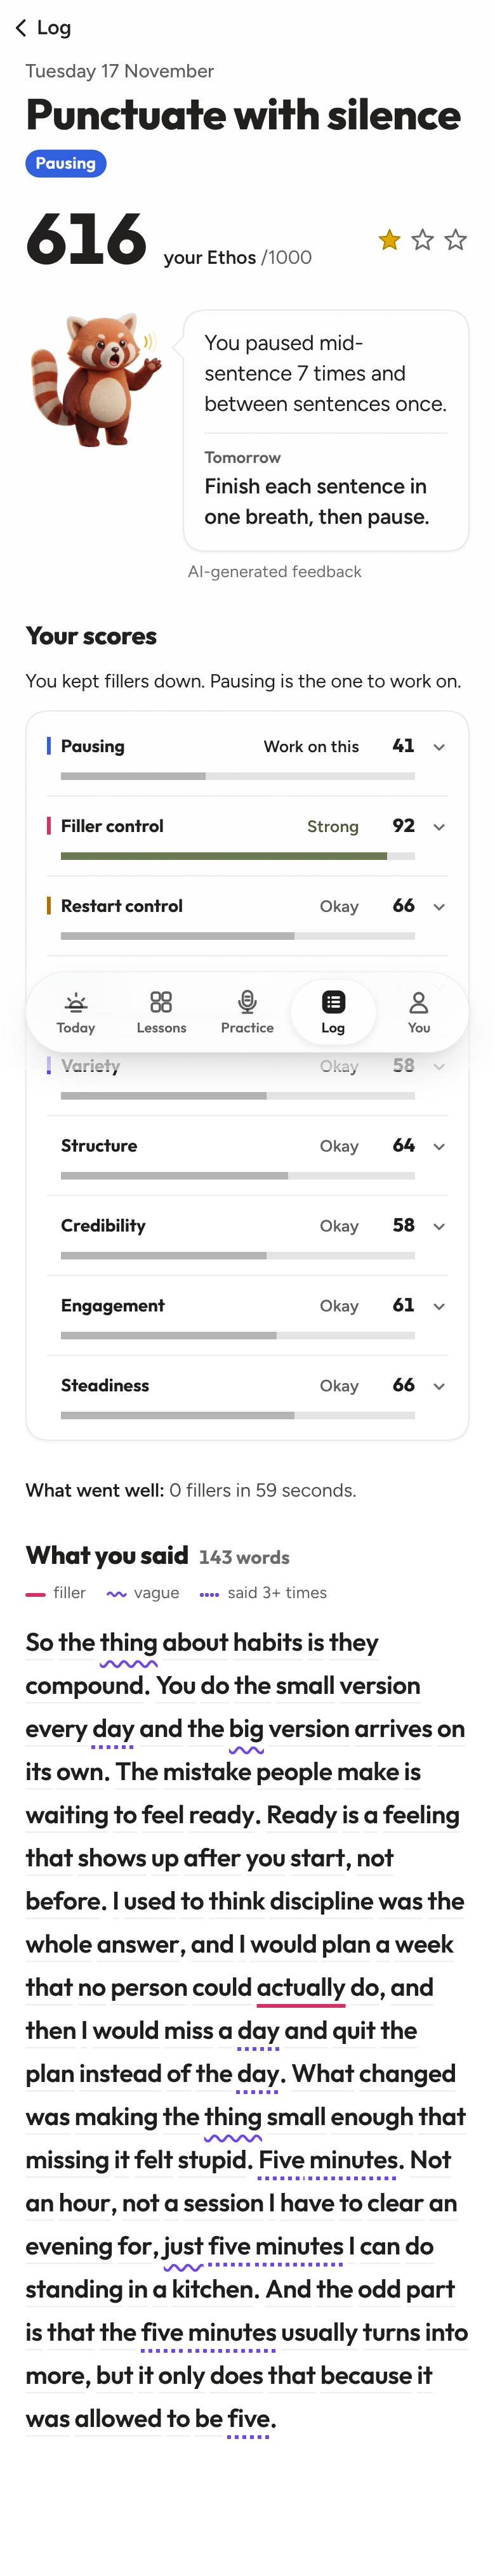 Log
Tuesday 17 November
Punctuate with silence
Pausing
616 your Ethos /1000
You paused mid-
sentence 7 times and
between sentences once.
Tomorrow
Finish each sentence in
one breath, then pause.
AI-generated feedback
Your scores
You kept fillers down. Pausing is the one to work on.
Pausing Work on this 41
Filler control Strong 92
Restart control Okay 66
Today Lessons Practice Log You
Variety Okay 58
Structure Okay 64
Credibility Okay 58
Engagement Okay 61
Steadiness Okay 66
What went well: 0 fillers in 59 seconds.
What you said 143 words
filler vague said 3+ times
So the thing about habits is they
compound. You do the small version
every day and the big version arrives on
its own. The mistake people make is
waiting to feel ready. Ready is a feeling
that shows up after you start, not
before. I used to think discipline was the
whole answer, and I would plan a week
that no person could actually do, and
then I would miss a day and quit the
plan instead of the day. What changed
was making the thing small enough that
missing it felt stupid. Five minutes. Not
an hour, not a session I have to clear an
evening for, just five minutes I can do
standing in a kitchen. And the odd part
is that the five minutes usually turns into
more, but it only does that because it
was allowed to be five.